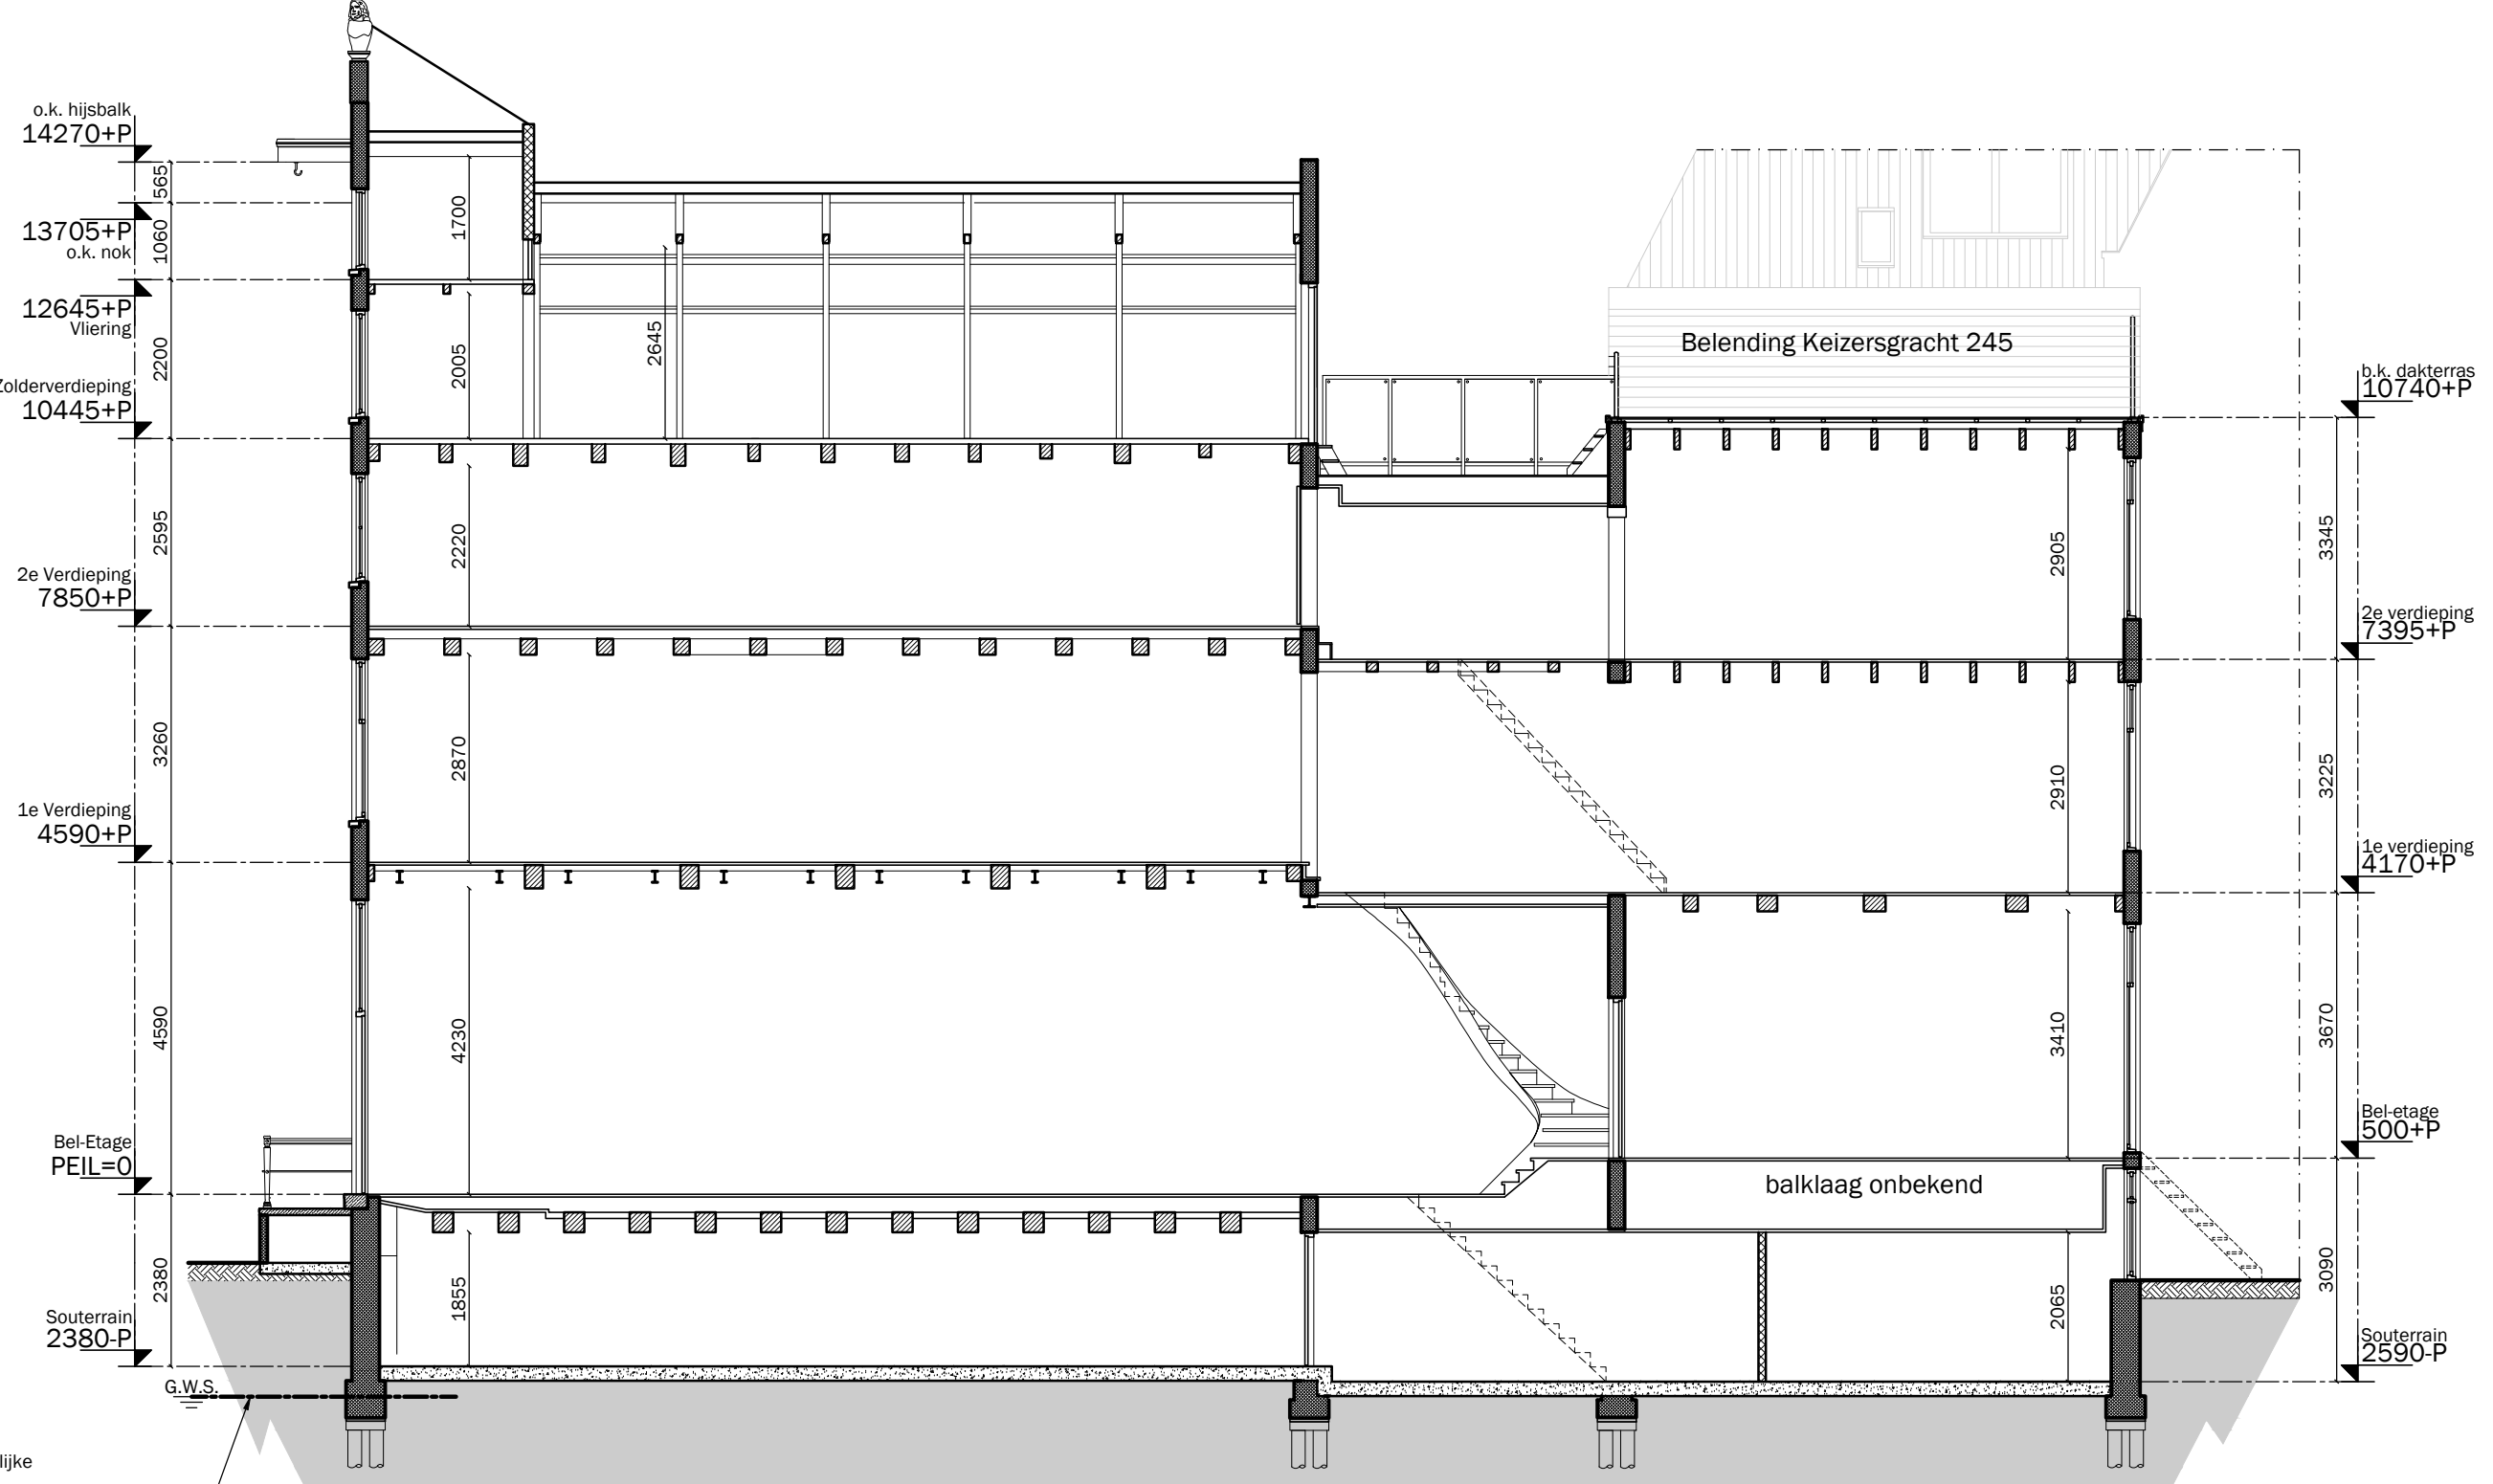 o.k. hijsbalk
14270+P
565
13705+P
o.k. nok
1060
12645+P
Vliering
2200
Zolderverdieping
10445+P
2595
2e Verdieping
7850+P
3260
1e Verdieping
4590+P
4590
Bel-Etage
PEIL=0
2380
Souterrain
2380-P
G.W.S.
lijke
1700
2005
2645
2220
2870
4230
1855
Belending Keizersgracht 245
2905
2910
3410
balklaag onbekend
2065
b.k. dakterras
10740+P
3345
2e verdieping
7395+P
3225
1e verdieping
4170+P
3670
Bel-etage
500+P
3090
Souterrain
2590-P